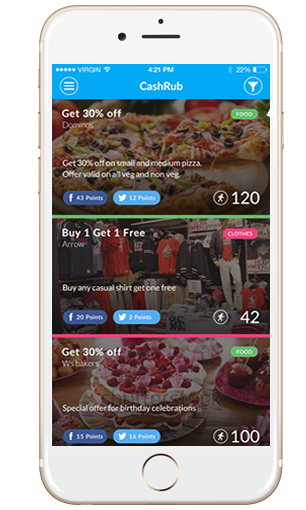 VIRGIN 4:21 PM 22%
CashRub
Get 30% off FOOD
Dominos
Get 30% off on small and medium pizza.
Offer valid on all veg and non veg.
43 Points 12 Points 120
Buy 1 Get 1 Free CLOTHES
Arrow
Buy any casual shirt get one free
20 Points 2 Points 42
Get 30% off FOOD
Ws bakers
Special offer for birthday celebrations
15 Points 16 Points 100